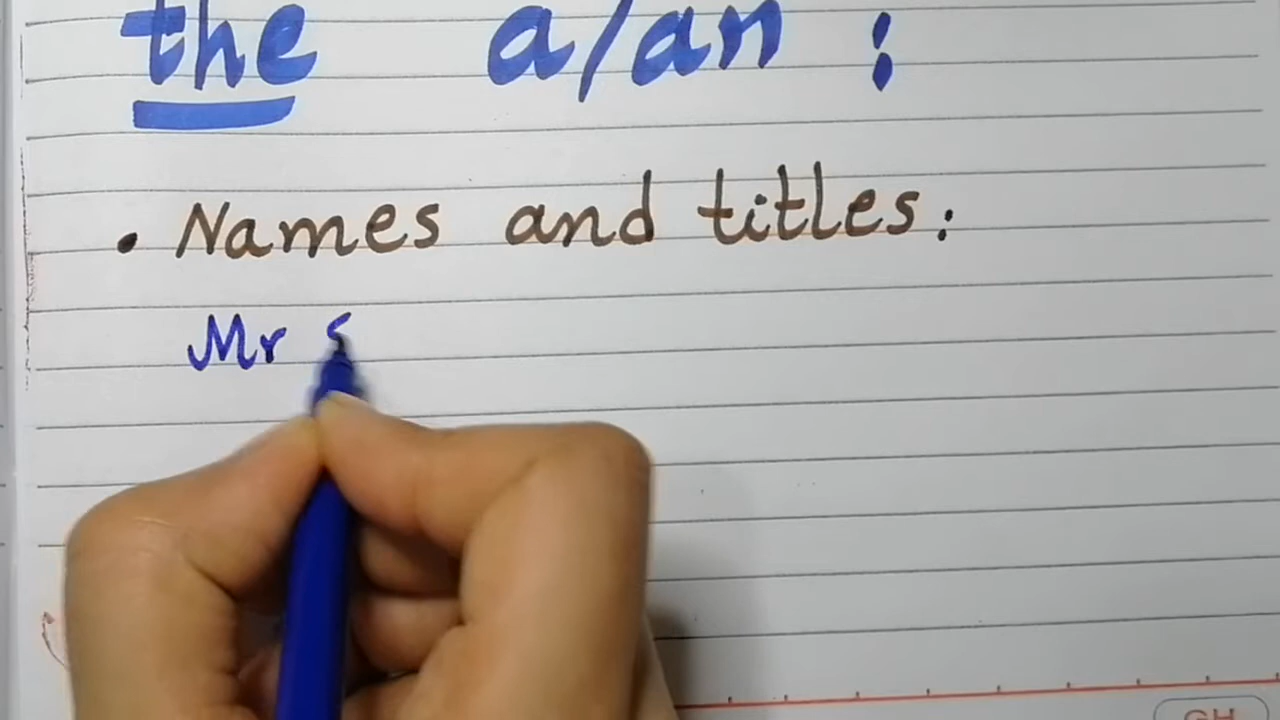 the a/an :
• Names and titles:
Mr S